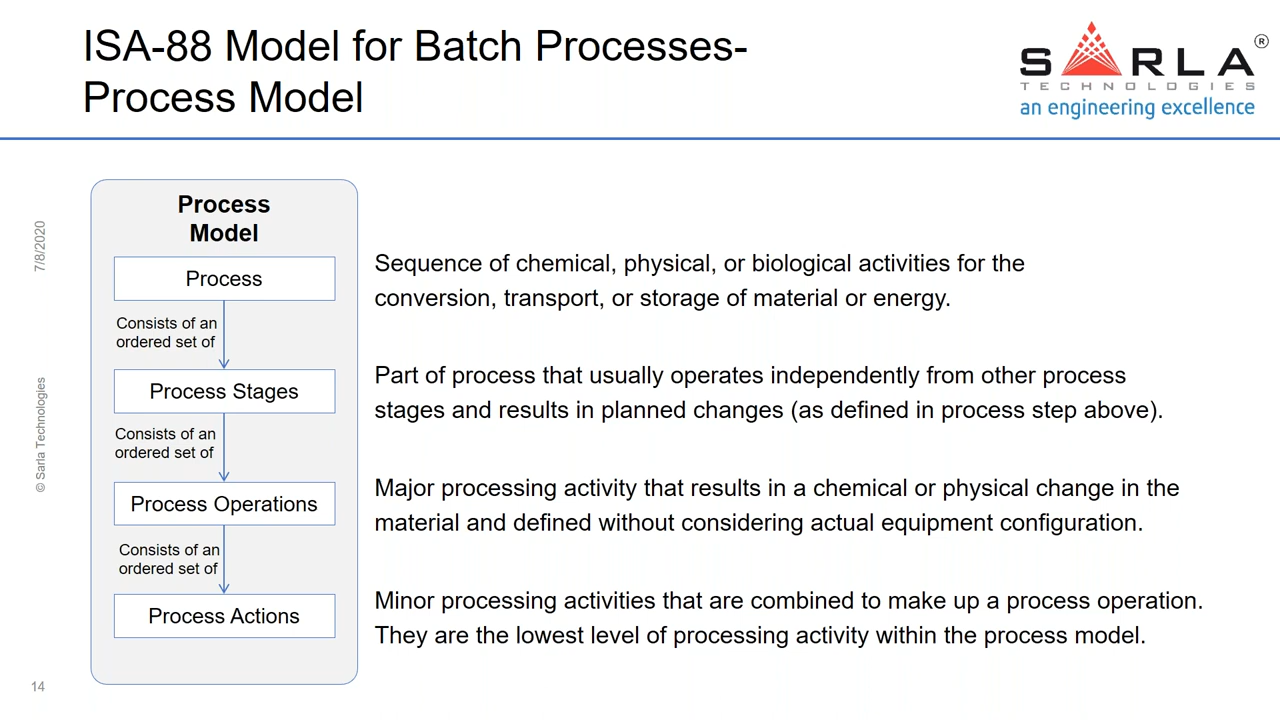 ISA-88 Model for Batch Processes-
Process Model
SARLA ®
TECHNOLOGIES
an engineering excellence
7/8/2020
© Sarla Technologies
14
Process
Model
Process
Consists of an
ordered set of
Process Stages
Consists of an
ordered set of
Process Operations
Consists of an
ordered set of
Process Actions
Sequence of chemical, physical, or biological activities for the
conversion, transport, or storage of material or energy.
Part of process that usually operates independently from other process
stages and results in planned changes (as defined in process step above).
Major processing activity that results in a chemical or physical change in the
material and defined without considering actual equipment configuration.
Minor processing activities that are combined to make up a process operation.
They are the lowest level of processing activity within the process model.